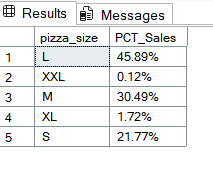 Results Messages
pizza_size PCT_Sales
1 L 45.89%
2 XXL 0.12%
3 M 30.49%
4 XL 1.72%
5 S 21.77%